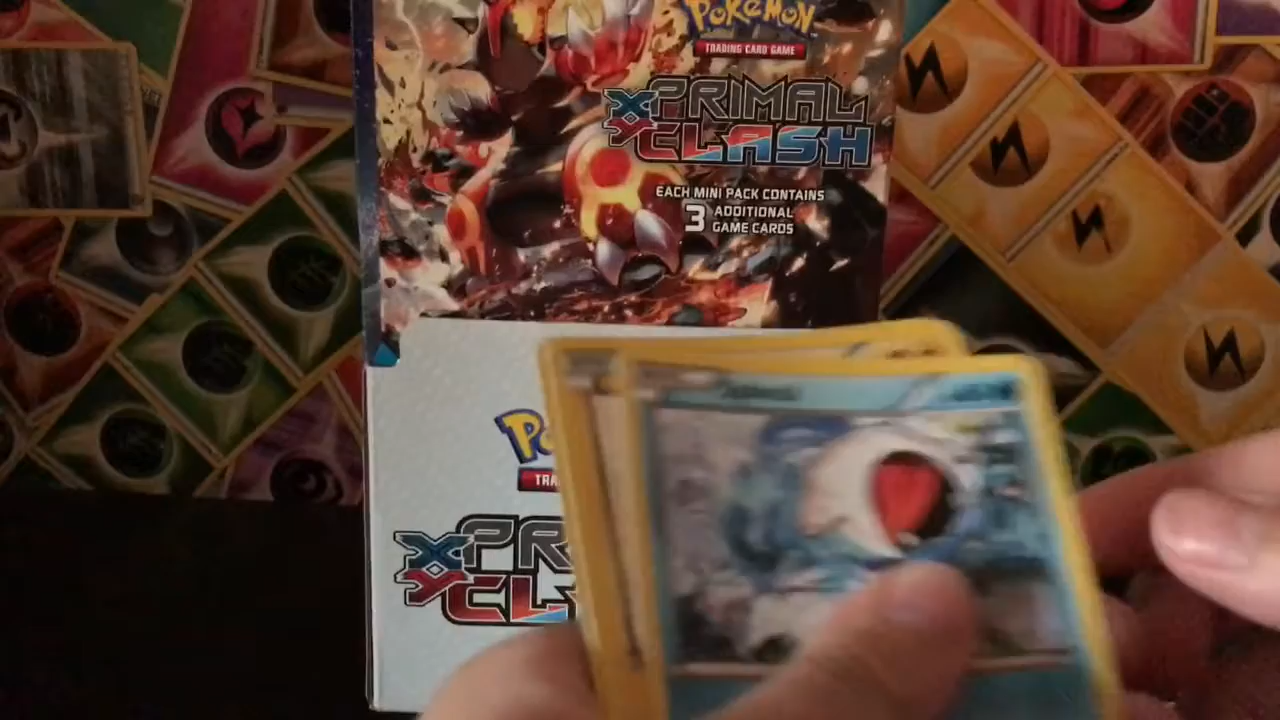 POKéMON
TRADING CARD GAME
XY PRIMAL
CLASH
EACH MINI PACK CONTAINS
3 ADDITIONAL
GAME CARDS
Po
TRA
XY PR
CL